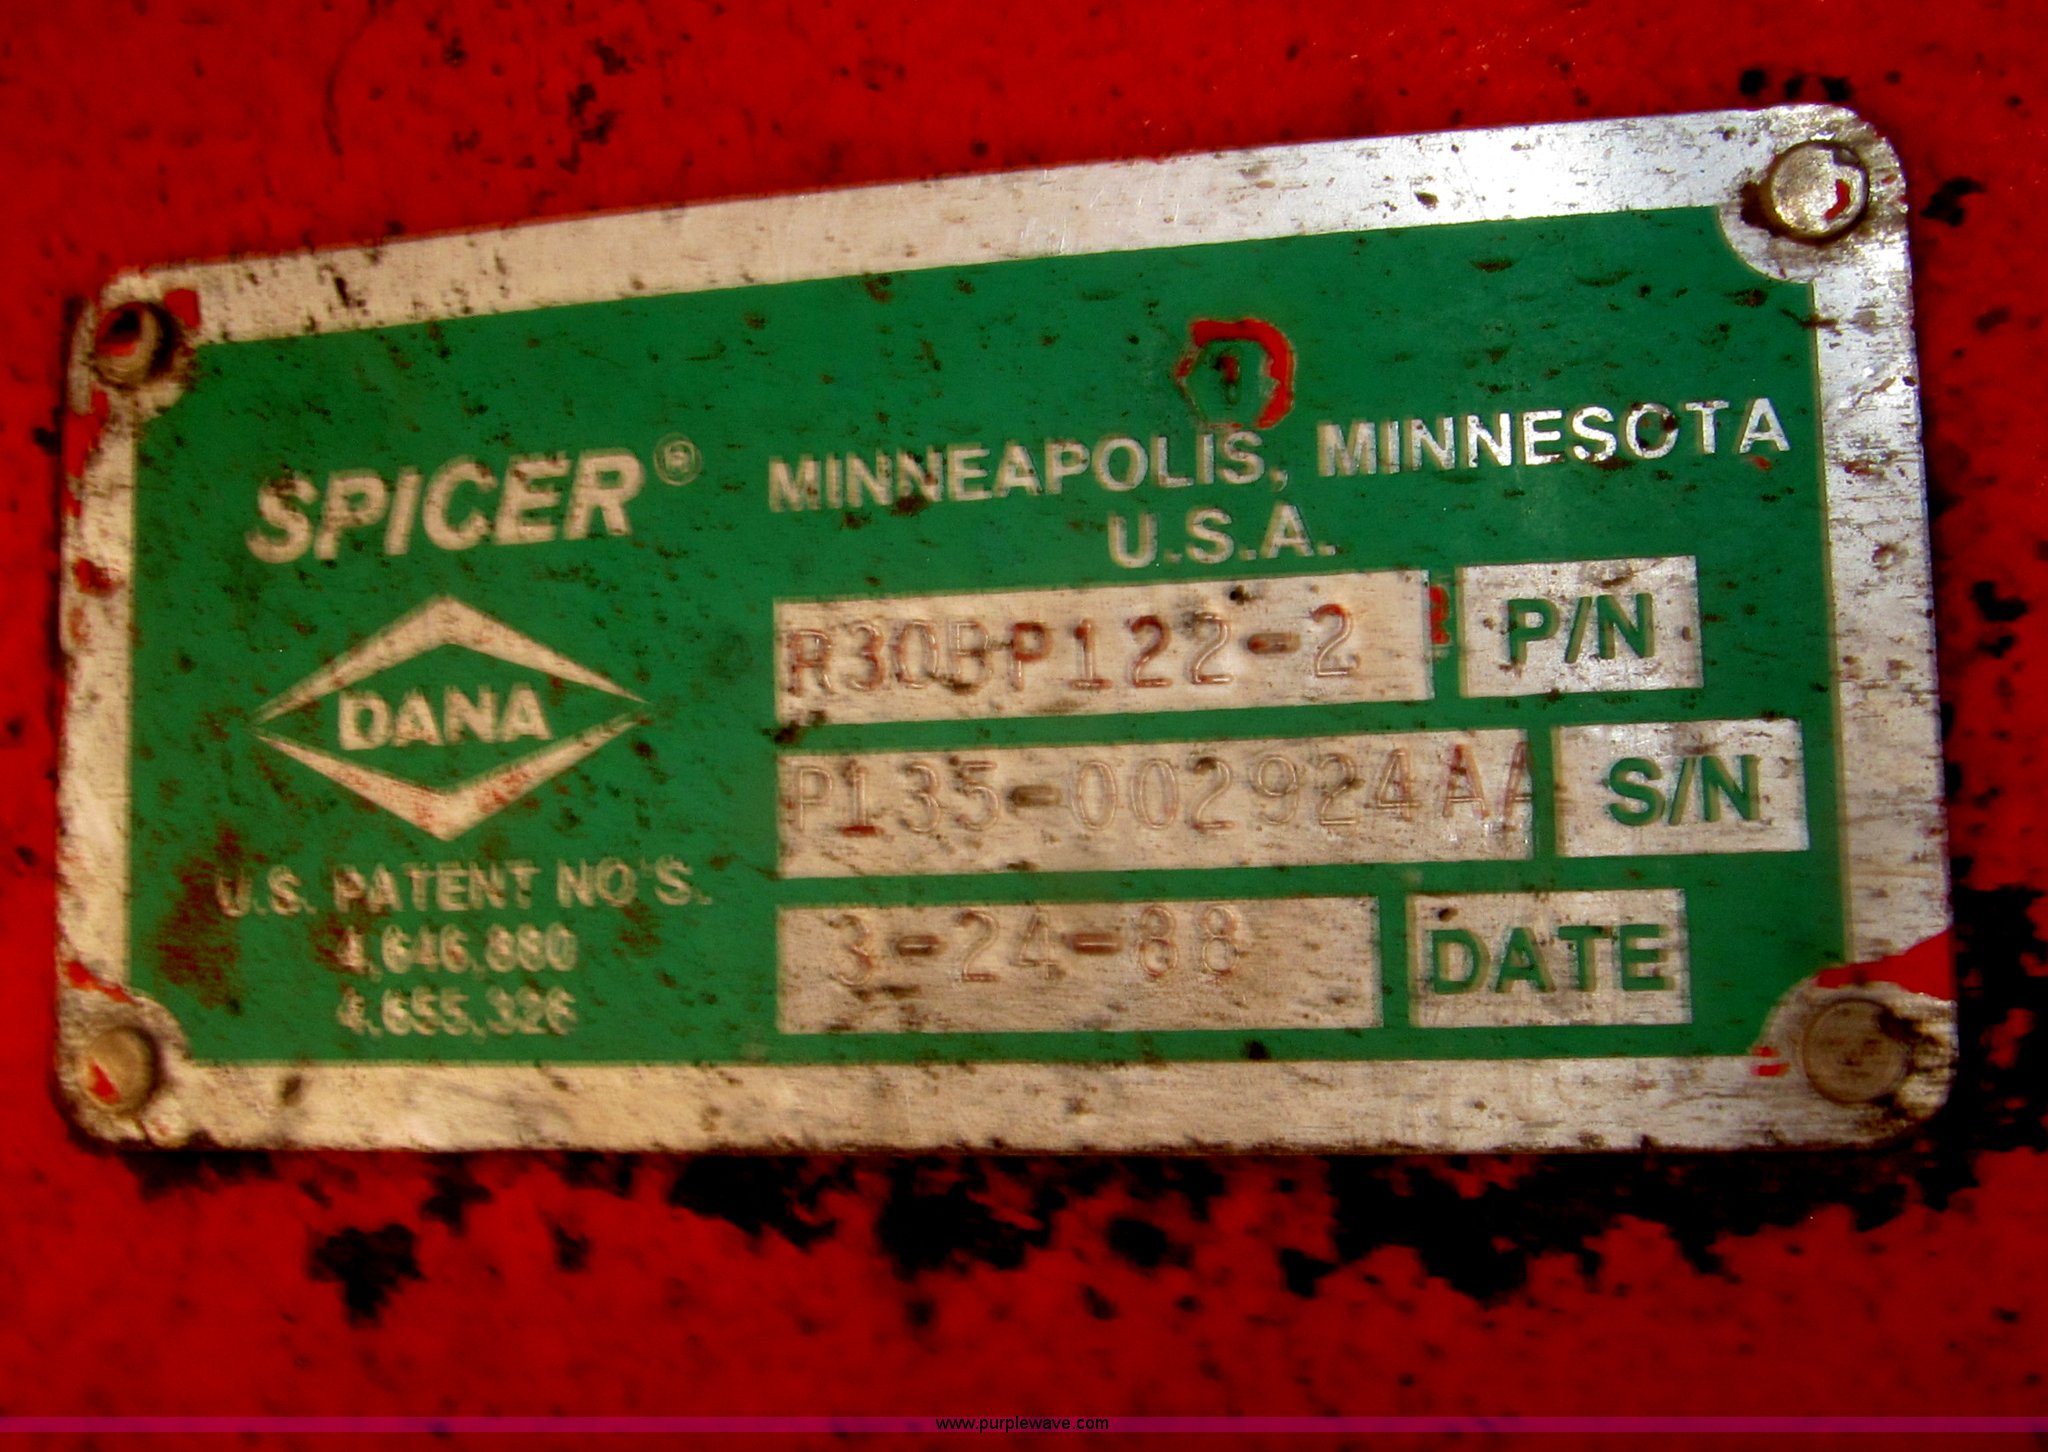 1
SPICER® MINNEAPOLIS, MINNESOTA
U.S.A.
R30BP122-2 P/N
DANA
P135-002924AA S/N
3-24-88 DATE
U.S. PATENT NO'S.
4,646,880
4,655,326
www.purplewave.com